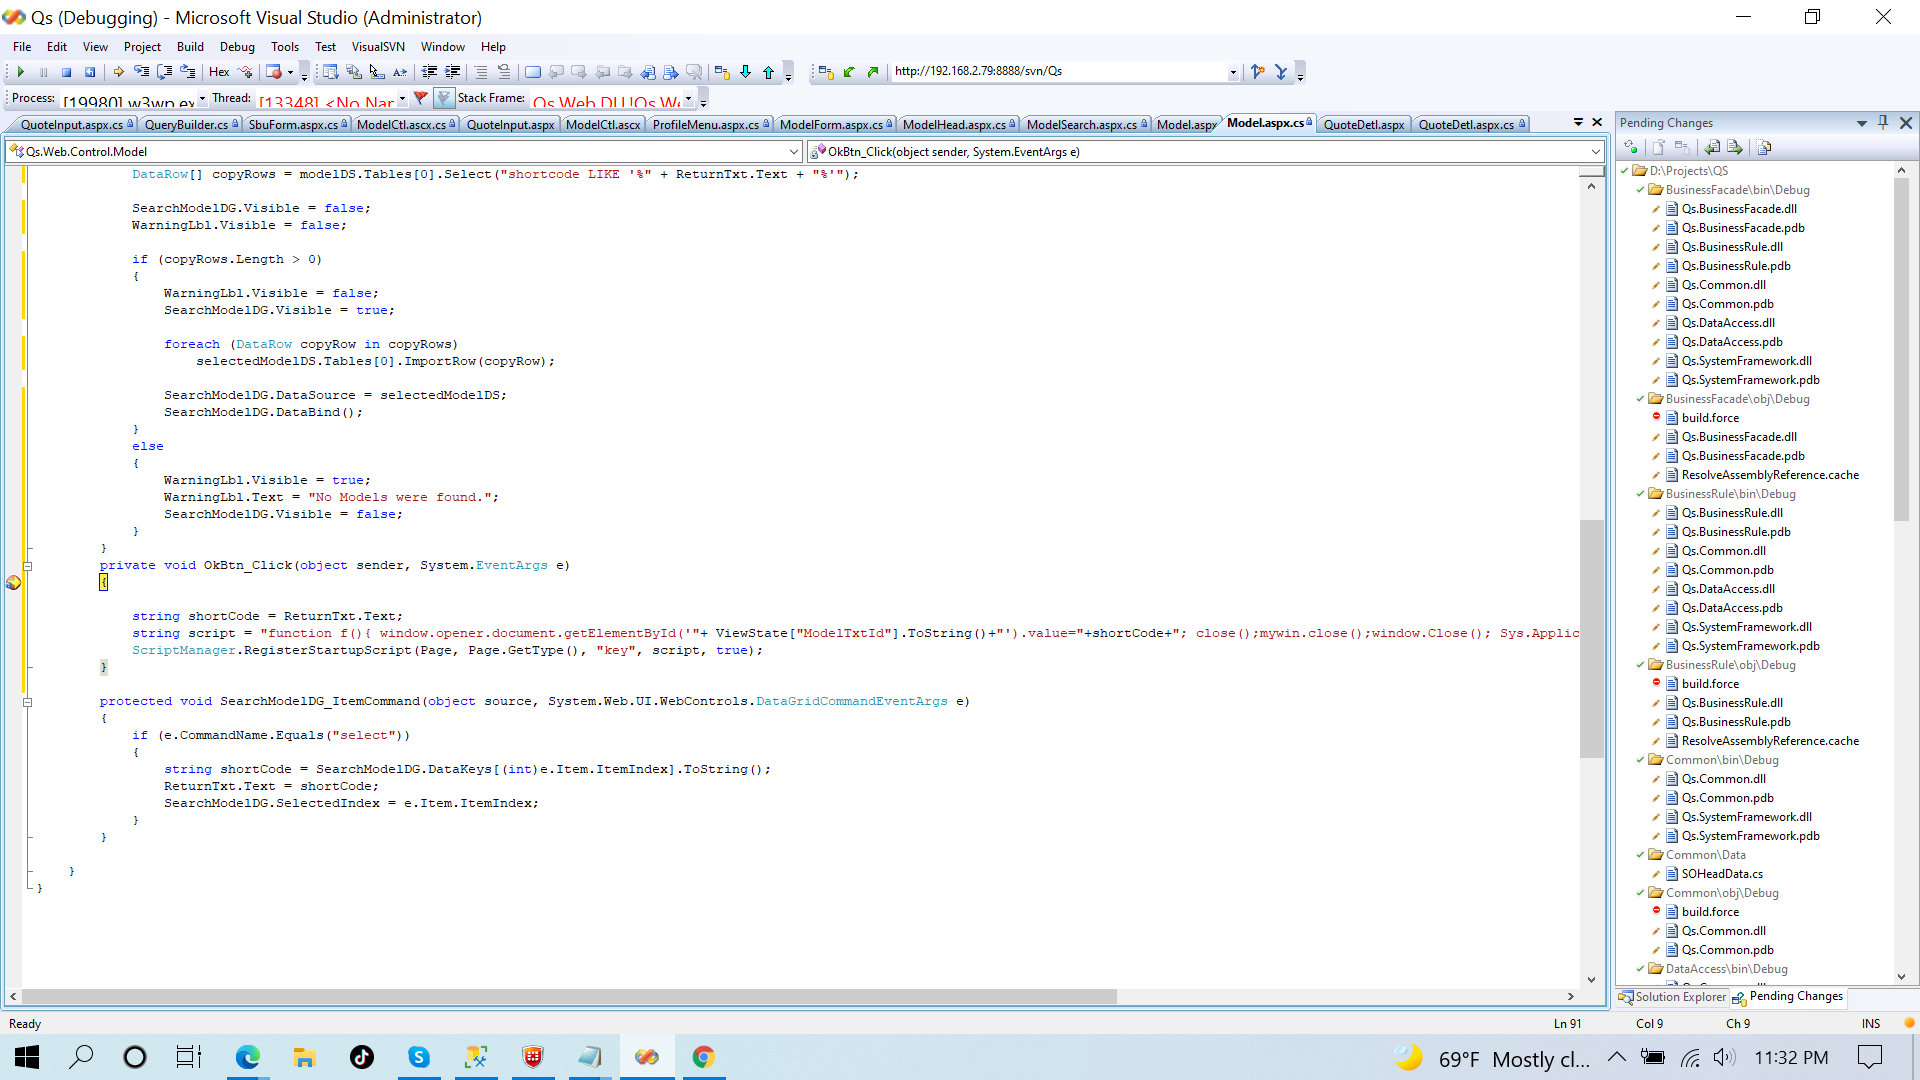 Qs (Debugging) - Microsoft Visual Studio (Administrator)
File Edit View Project Build Debug Tools Test VisualSVN Window Help
Hex http://192.168.2.79:8888/svn/Qs
Process: [19980] w3wp.ex Thread: [13348] <No Nar Stack Frame: Qs.Web.DLL!Qs.We
QuoteInput.aspx.cs QueryBuilder.cs SbuForm.aspx.cs ModelCtl.ascx.cs QuoteInput.aspx ModelCtl.ascx ProfileMenu.aspx.cs ModelForm.aspx.cs ModelHead.aspx.cs ModelSearch.aspx.cs Model.aspx Model.aspx.cs QuoteDetl.aspx QuoteDetl.aspx.cs
Qs.Web.Control.Model OkBtn_Click(object sender, System.EventArgs e)
DataRow[] copyRows = modelDS.Tables[0].Select("shortcode LIKE '%" + ReturnTxt.Text + "%'");
SearchModelDG.Visible = false;
WarningLbl.Visible = false;
if (copyRows.Length > 0)
{
WarningLbl.Visible = false;
SearchModelDG.Visible = true;
foreach (DataRow copyRow in copyRows)
selectedModelDS.Tables[0].ImportRow(copyRow);
SearchModelDG.DataSource = selectedModelDS;
SearchModelDG.DataBind();
}
else
{
WarningLbl.Visible = true;
WarningLbl.Text = "No Models were found.";
SearchModelDG.Visible = false;
}
}
private void OkBtn_Click(object sender, System.EventArgs e)
{
string shortCode = ReturnTxt.Text;
string script = "function f(){ window.opener.document.getElementById('"+ ViewState["ModelTxtId"].ToString()+"').value="+shortCode+"; close();mywin.close();window.Close(); Sys.Applic
ScriptManager.RegisterStartupScript(Page, Page.GetType(), "key", script, true);
}
protected void SearchModelDG_ItemCommand(object source, System.Web.UI.WebControls.DataGridCommandEventArgs e)
{
if (e.CommandName.Equals("select"))
{
string shortCode = SearchModelDG.DataKeys[(int)e.Item.ItemIndex].ToString();
ReturnTxt.Text = shortCode;
SearchModelDG.SelectedIndex = e.Item.ItemIndex;
}
}
}
}
Pending Changes
D:\Projects\QS
BusinessFacade\bin\Debug
Qs.BusinessFacade.dll
Qs.BusinessFacade.pdb
Qs.BusinessRule.dll
Qs.BusinessRule.pdb
Qs.Common.dll
Qs.Common.pdb
Qs.DataAccess.dll
Qs.DataAccess.pdb
Qs.SystemFramework.dll
Qs.SystemFramework.pdb
BusinessFacade\obj\Debug
build.force
Qs.BusinessFacade.dll
Qs.BusinessFacade.pdb
ResolveAssemblyReference.cache
BusinessRule\bin\Debug
Qs.BusinessRule.dll
Qs.BusinessRule.pdb
Qs.Common.dll
Qs.Common.pdb
Qs.DataAccess.dll
Qs.DataAccess.pdb
Qs.SystemFramework.dll
Qs.SystemFramework.pdb
BusinessRule\obj\Debug
build.force
Qs.BusinessRule.dll
Qs.BusinessRule.pdb
ResolveAssemblyReference.cache
Common\bin\Debug
Qs.Common.dll
Qs.Common.pdb
Qs.SystemFramework.dll
Qs.SystemFramework.pdb
Common\Data
SOHeadData.cs
Common\obj\Debug
build.force
Qs.Common.dll
Qs.Common.pdb
DataAccess\bin\Debug
Solution Explorer Pending Changes
Ready Ln 91 Col 9 Ch 9 INS
69°F Mostly cl... 11:32 PM